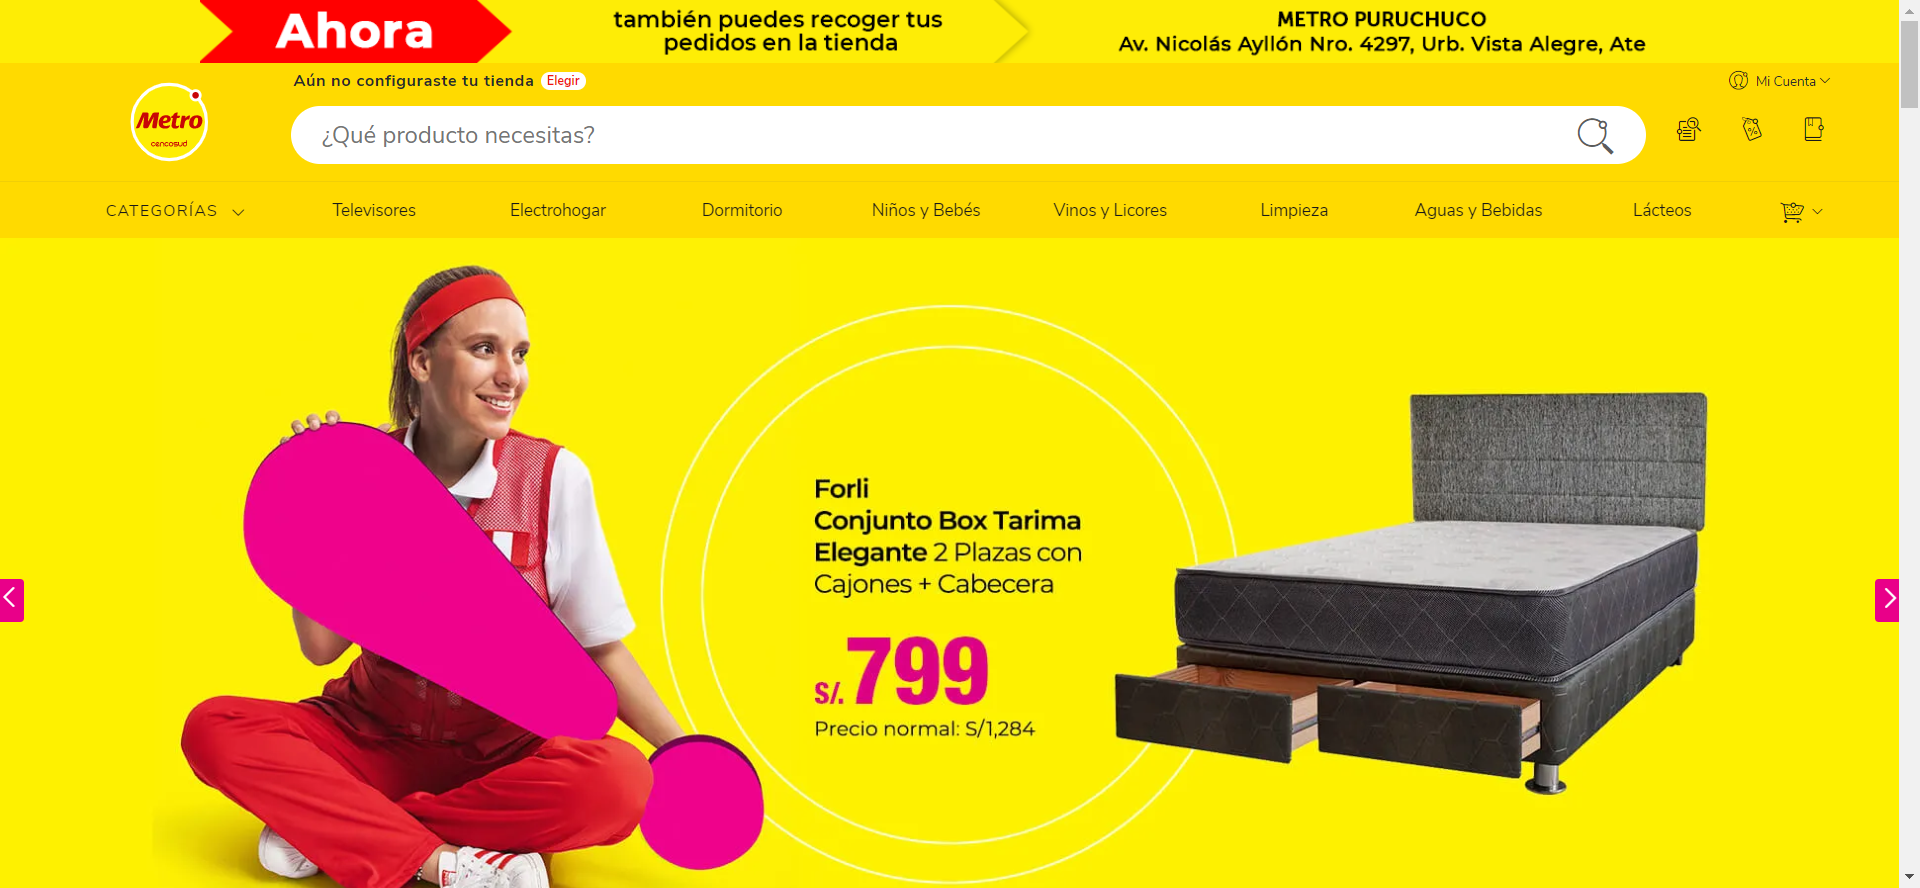 Ahora
también puedes recoger tus
pedidos en la tienda
METRO PURUCHUCO
Av. Nicolás Ayllón Nro. 4297, Urb. Vista Alegre, Ate
Aún no configuraste tu tienda Elegir
Mi Cuenta
Metro
cencosud
¿Qué producto necesitas?
CATEGORÍAS Televisores Electrohogar Dormitorio Niños y Bebés Vinos y Licores Limpieza Aguas y Bebidas Lácteos
Forli
Conjunto Box Tarima
Elegante 2 Plazas con
Cajones + Cabecera
S/.799
Precio normal: S/1,284